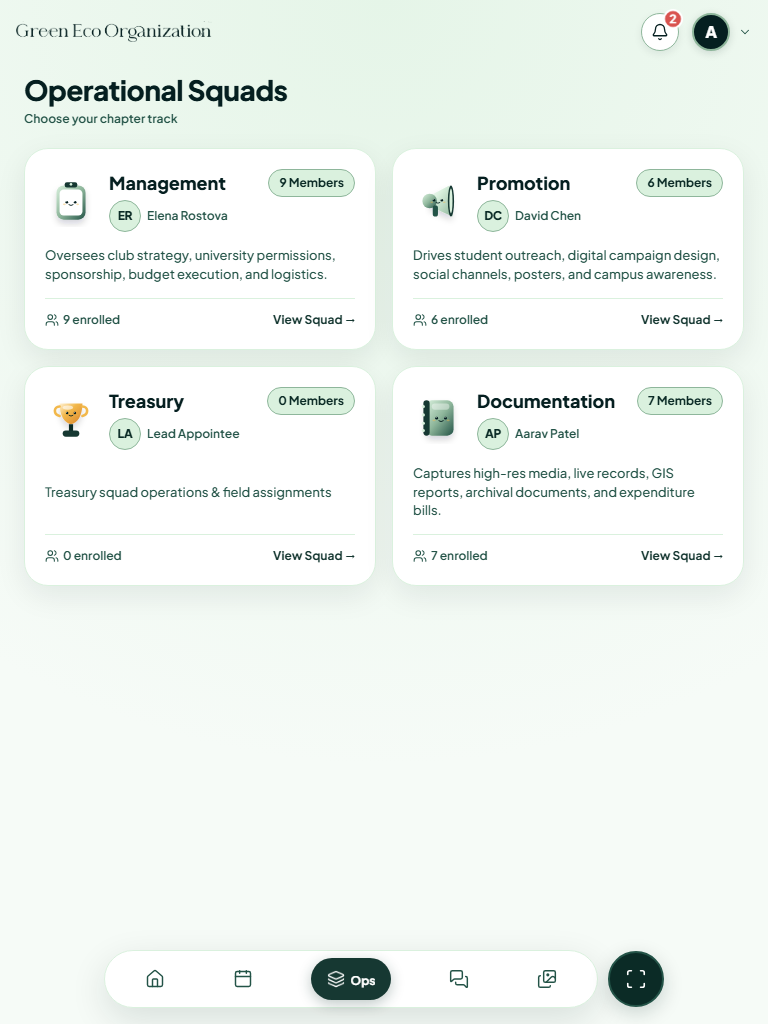 Green Eco Organization
2
A
Operational Squads
Choose your chapter track
Management
9 Members
ER
Elena Rostova
Oversees club strategy, university permissions,
sponsorship, budget execution, and logistics.
9 enrolled
View Squad →
Promotion
6 Members
DC
David Chen
Drives student outreach, digital campaign design,
social channels, posters, and campus awareness.
6 enrolled
View Squad →
Treasury
0 Members
LA
Lead Appointee
Treasury squad operations & field assignments
0 enrolled
View Squad →
Documentation
7 Members
AP
Aarav Patel
Captures high-res media, live records, GIS
reports, archival documents, and expenditure
bills.
7 enrolled
View Squad →
Ops